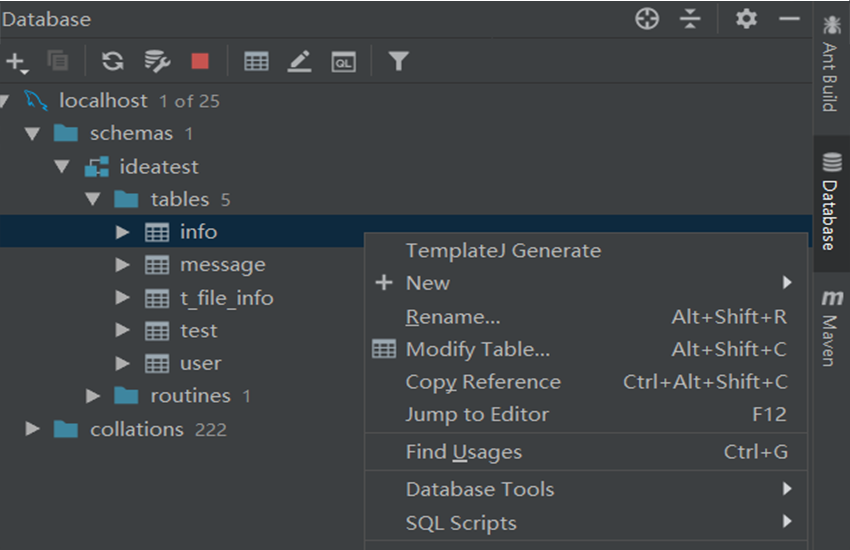 Database
localhost 1 of 25
schemas 1
ideatest
tables 5
info
message
t_file_info
test
user
routines 1
collations 222
QL
TemplateJ Generate
New
Rename... Alt+Shift+R
Modify Table... Alt+Shift+C
Copy Reference Ctrl+Alt+Shift+C
Jump to Editor F12
Find Usages Ctrl+G
Database Tools
SQL Scripts
Ant Build
Database
m
Maven